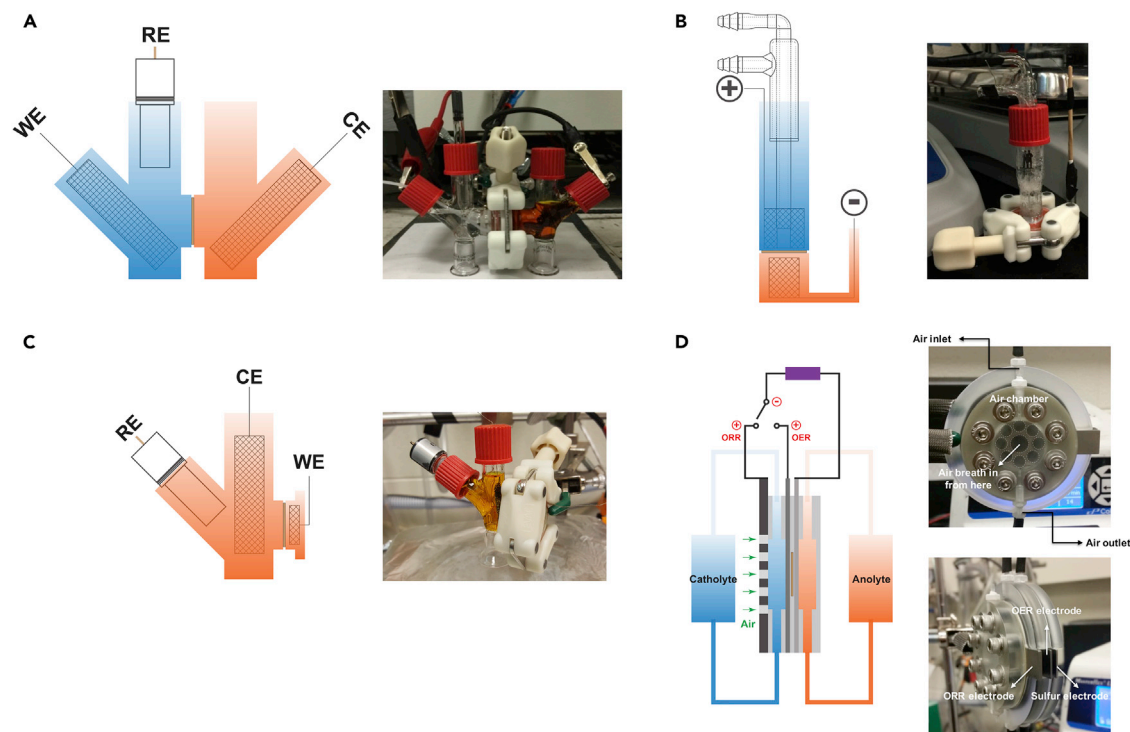 A
RE
WE
CE
B
+
-
C
CE
RE
WE
D
Air inlet
Air chamber
Air breath in
from here
Air outlet
-
+
+
ORR
OER
Catholyte
Anolyte
Air
OER electrode
ORR electrode
Sulfur electrode